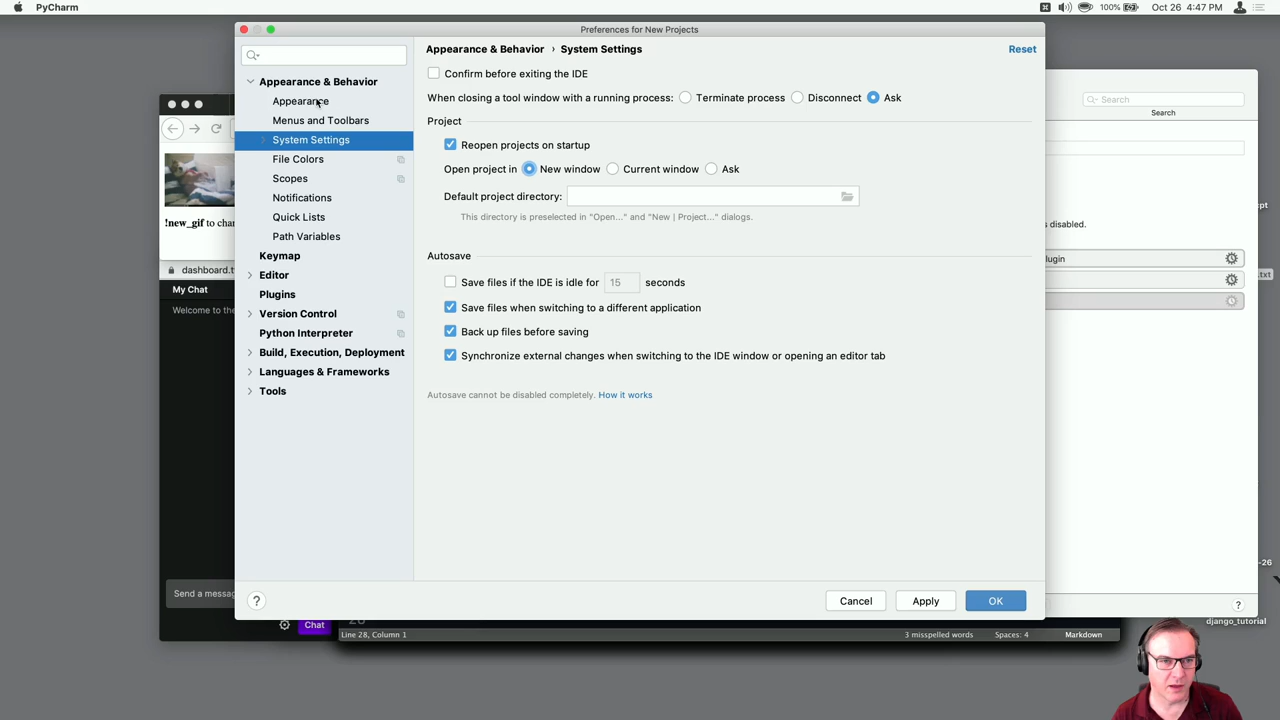 PyCharm
100%
Oct 26 4:47 PM
Preferences for New Projects
Appearance & Behavior › System Settings
Reset
Appearance & Behavior
Appearance
Menus and Toolbars
System Settings
File Colors
Scopes
Notifications
Quick Lists
Path Variables
Keymap
Editor
Plugins
Version Control
Python Interpreter
Build, Execution, Deployment
Languages & Frameworks
Tools
Confirm before exiting the IDE
When closing a tool window with a running process: Terminate process Disconnect Ask
Project
Reopen projects on startup
Open project in New window Current window Ask
Default project directory:
This directory is preselected in "Open..." and "New | Project..." dialogs.
Autosave
Save files if the IDE is idle for 15 seconds
Save files when switching to a different application
Back up files before saving
Synchronize external changes when switching to the IDE window or opening an editor tab
Autosave cannot be disabled completely. How it works
?
Cancel
Apply
OK
!new_gif to char
dashboard.t
My Chat
Welcome to the
Send a messag
Chat
Search
Search
s disabled.
lugin
.txt
-26
?
django_tutorial
Line 28, Column 1
3 misspelled words
Spaces: 4
Markdown